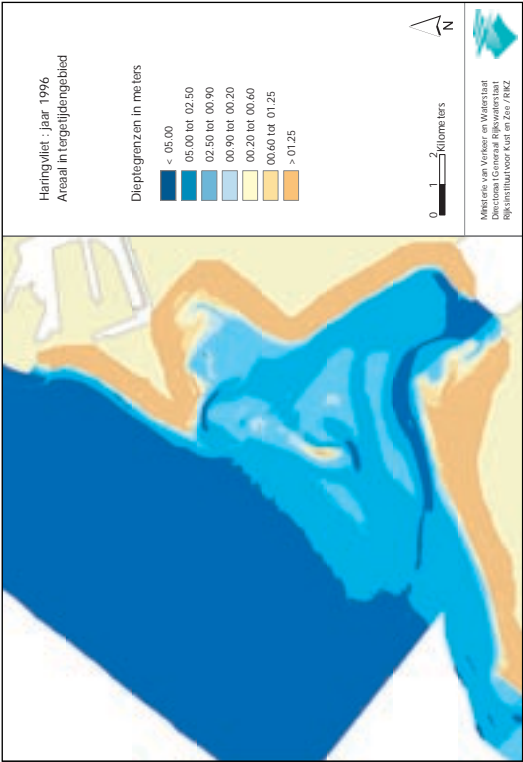 Haringvliet : jaar 1996
Areaal intergetijdengebied
Dieptegrenzen in meters
< 05.00
05.00 tot 02.50
02.50 tot 00.90
00.90 tot 00.20
00.20 tot 00.60
00.60 tot 01.25
> 01.25
0 1 2 Kilometers
N
Ministerie van Verkeer en Waterstaat
Directoraat Generaal Rijkswaterstaat
Rijksinstituut voor Kust en Zee / RIKZ